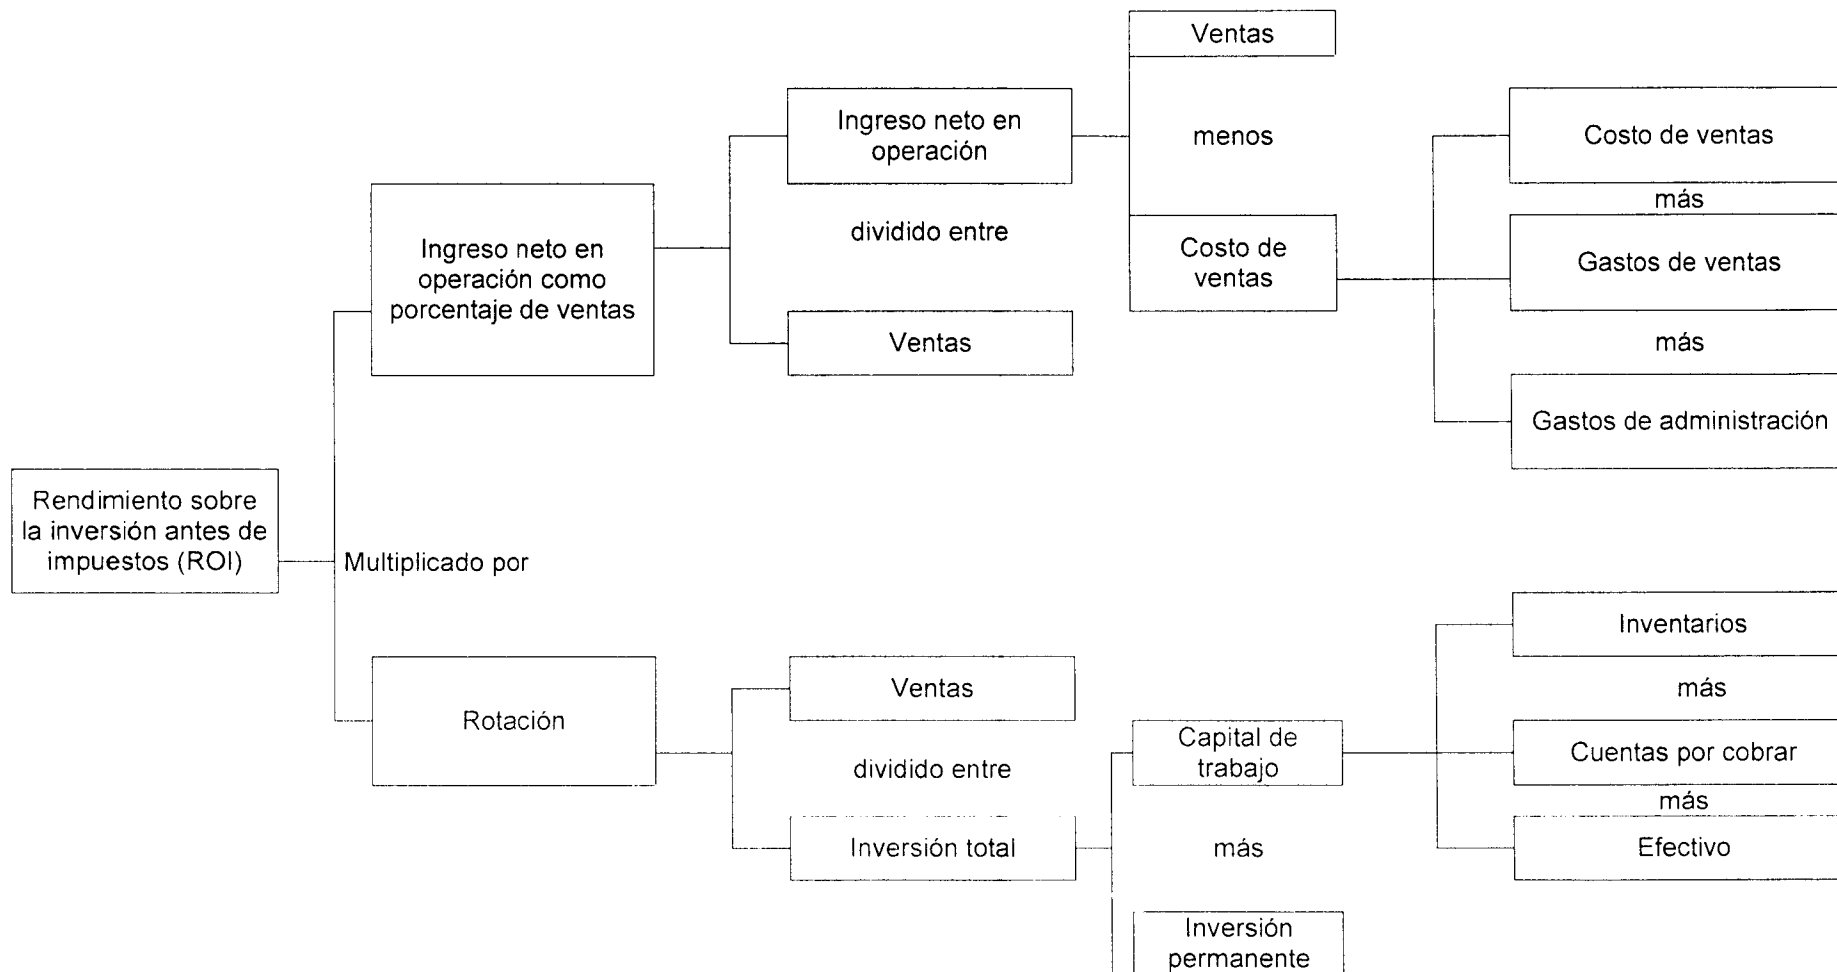 Ventas
Ingreso neto en
operación
menos
Costo de ventas
más
Ingreso neto en
operación como
porcentaje de ventas
dividido entre
Costo de
ventas
Gastos de ventas
Ventas
más
Gastos de administración
Rendimiento sobre
la inversión antes de
impuestos (ROI)
Multiplicado por
Inventarios
Rotación
Ventas
más
dividido entre
Capital de
trabajo
Cuentas por cobrar
más
Inversión total
más
Efectivo
Inversión
permanente